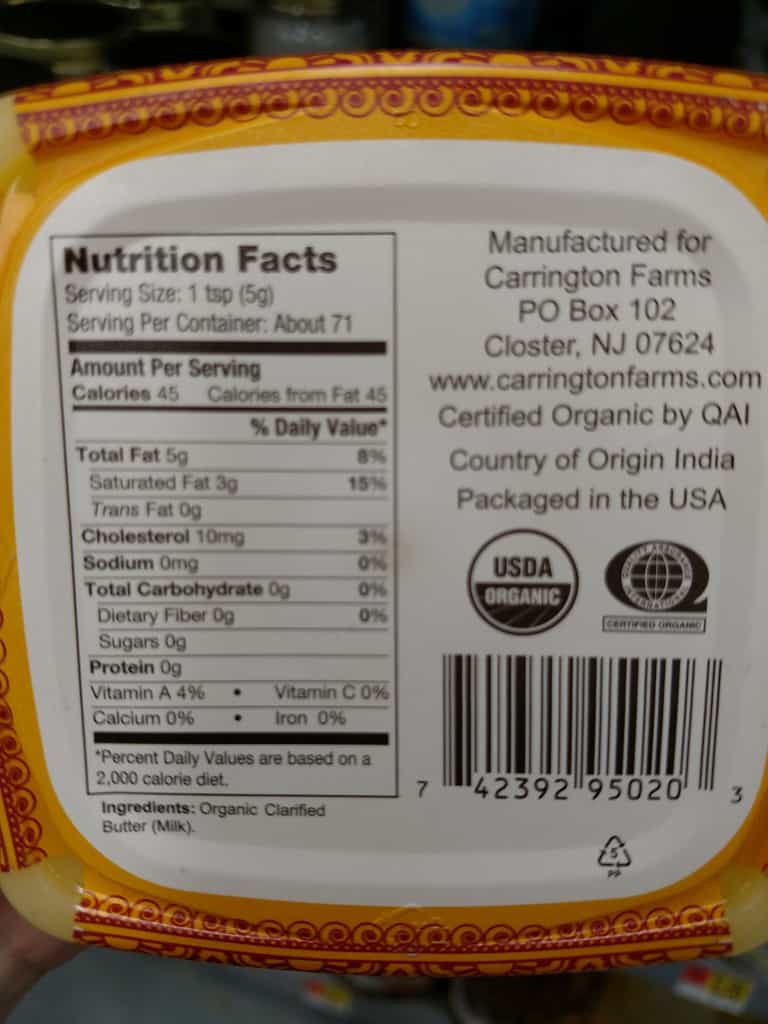 Nutrition Facts
Serving Size: 1 tsp (5g)
Serving Per Container: About 71
Amount Per Serving
Calories 45 Calories from Fat 45
% Daily Value*
Total Fat 5g 8%
Saturated Fat 3g 15%
Trans Fat 0g
Cholesterol 10mg 3%
Sodium 0mg 0%
Total Carbohydrate 0g 0%
Dietary Fiber 0g 0%
Sugars 0g
Protein 0g
Vitamin A 4% • Vitamin C 0%
Calcium 0% • Iron 0%
*Percent Daily Values are based on a
2,000 calorie diet.
Ingredients: Organic Clarified
Butter (Milk).
Manufactured for
Carrington Farms
PO Box 102
Closter, NJ 07624
www.carringtonfarms.com
Certified Organic by QAI
Country of Origin India
Packaged in the USA
USDA
ORGANIC
QUALITY ASSURANCE
INTERNATIONAL
CERTIFIED ORGANIC
7 42392 95020 3
5
PP